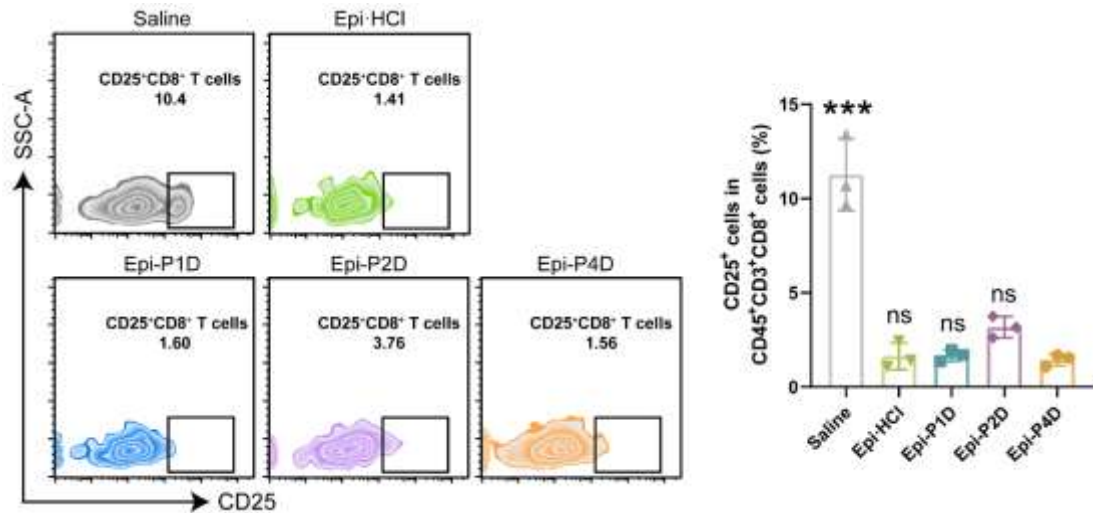 Saline
Epi·HCl
CD25⁺CD8⁺ T cells
10.4
CD25⁺CD8⁺ T cells
1.41
SSC-A
Epi-P1D
Epi-P2D
Epi-P4D
CD25⁺CD8⁺ T cells
1.60
CD25⁺CD8⁺ T cells
3.76
CD25⁺CD8⁺ T cells
1.56
CD25
CD25⁺ cells in
CD45⁺CD3⁺CD8⁺ cells (%)
15
10
5
0
***
ns
ns
ns
Saline
Epi·HCl
Epi-P1D
Epi-P2D
Epi-P4D